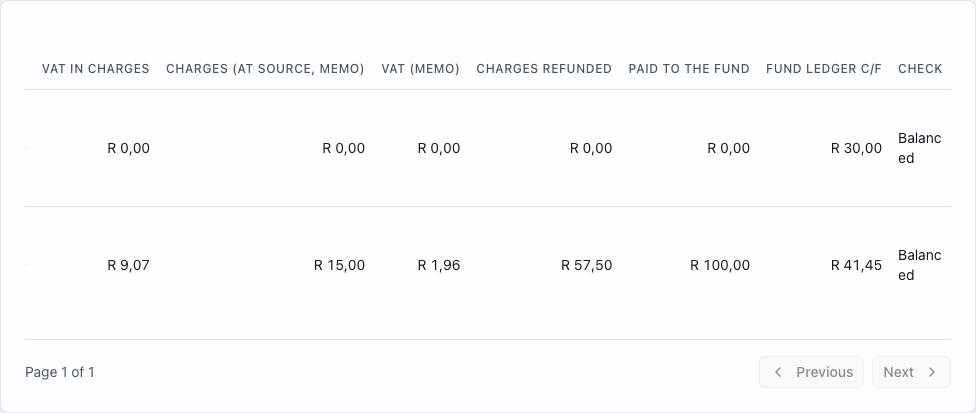 VAT IN CHARGES CHARGES (AT SOURCE, MEMO) VAT (MEMO) CHARGES REFUNDED PAID TO THE FUND FUND LEDGER C/F CHECK
R 0,00 R 0,00 R 0,00 R 0,00 R 0,00 R 30,00 Balanc
ed
R 9,07 R 15,00 R 1,96 R 57,50 R 100,00 R 41,45 Balanc
ed
Page 1 of 1 Previous Next